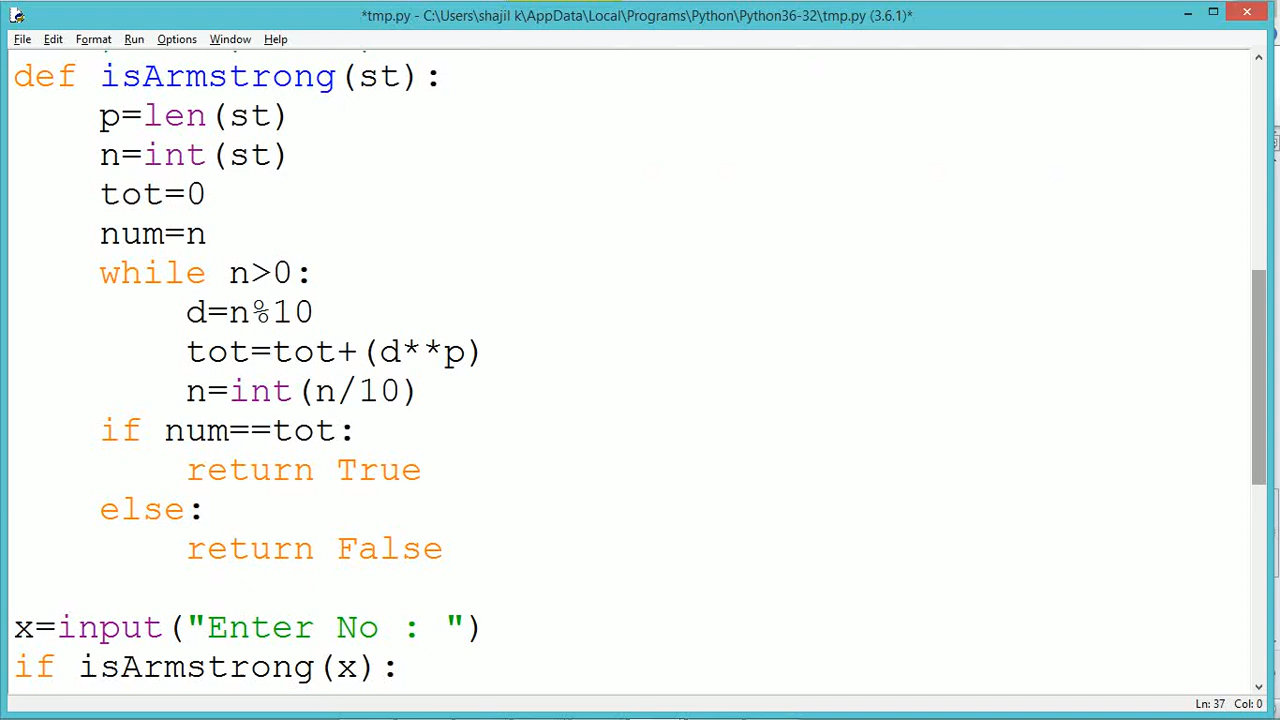 *tmp.py - C:\Users\shajil k\AppData\Local\Programs\Python\Python36-32\tmp.py (3.6.1)*
File Edit Format Run Options Window Help
def isArmstrong(st):
    p=len(st)
    n=int(st)
    tot=0
    num=n
    while n>0:
        d=n%10
        tot=tot+(d**p)
        n=int(n/10)
    if num==tot:
        return True
    else:
        return False
x=input("Enter No : ")
if isArmstrong(x):
Ln: 37 Col: 0